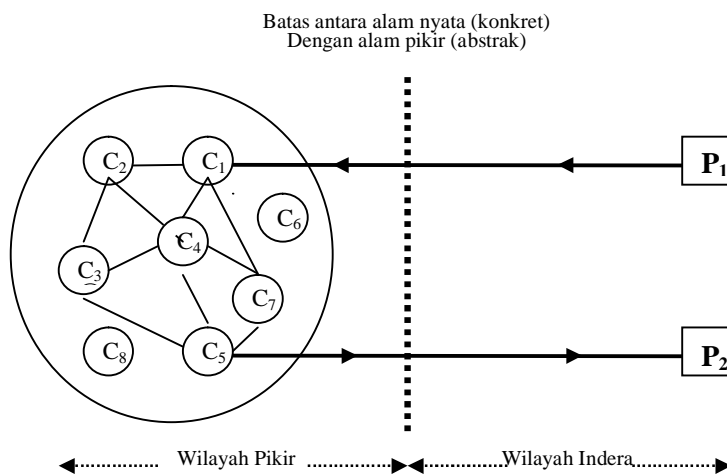 Batas antara alam nyata (konkret)
Dengan alam pikir (abstrak)
C₂ C₁ P₁
C₆
C₄
C₃
C₇
C₈ C₅ P₂
Wilayah Pikir Wilayah Indera